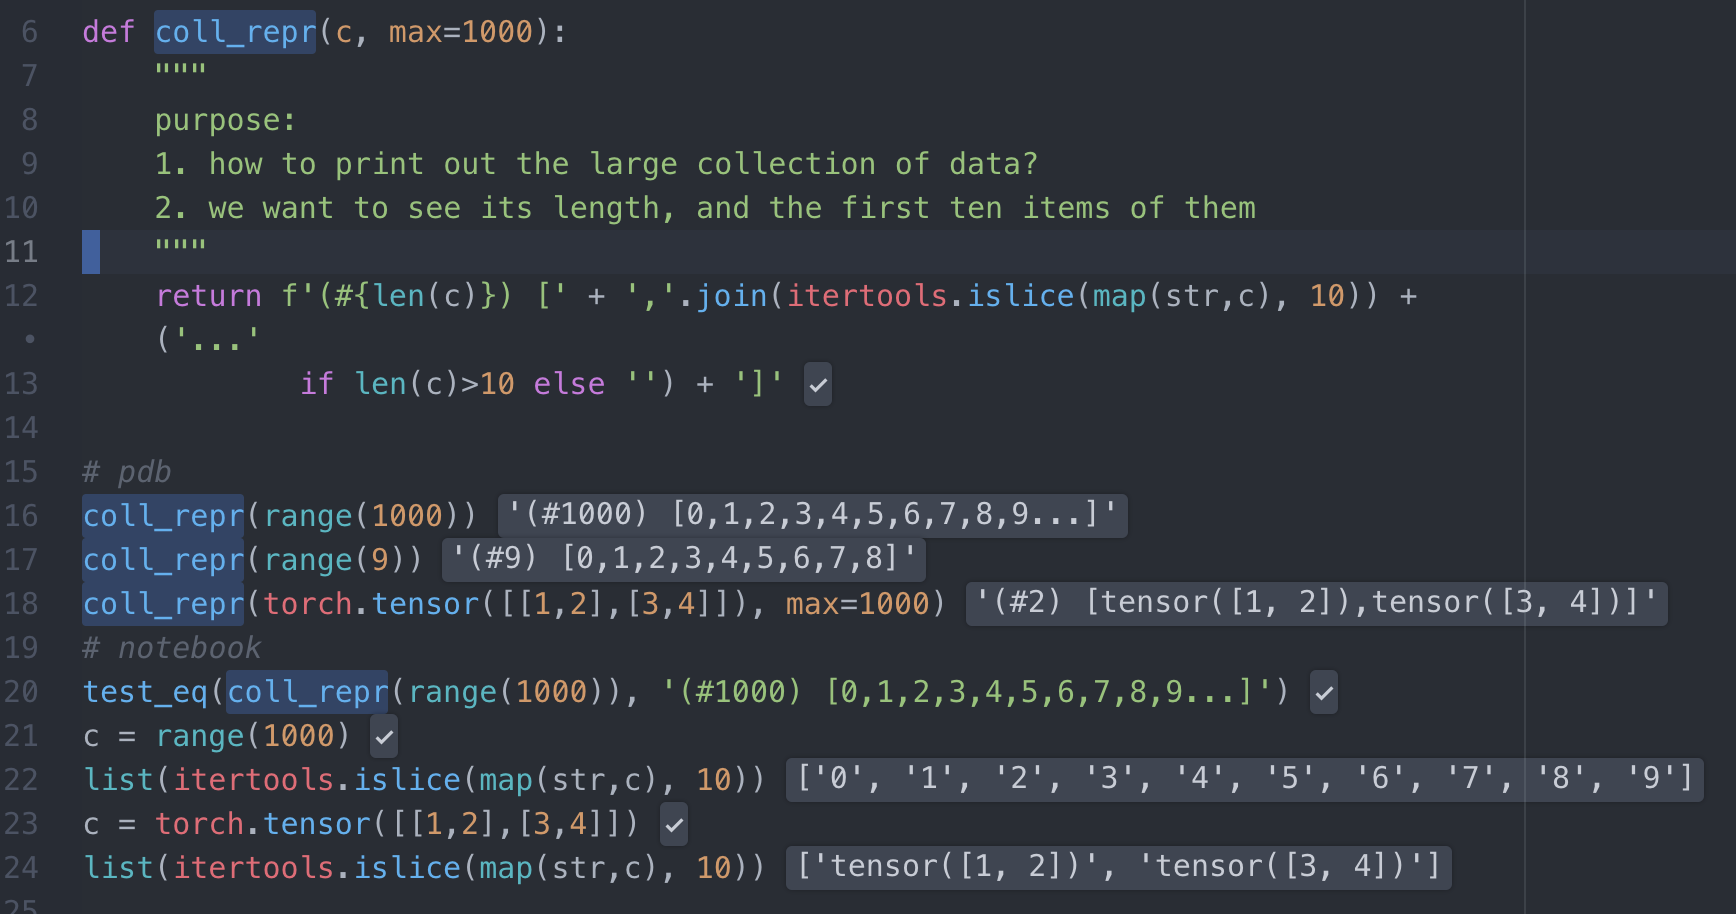 6 def coll_repr(c, max=1000):
7 """
8 purpose:
9 1. how to print out the large collection of data?
10 2. we want to see its length, and the first ten items of them
11 """
12 return f'(#{len(c)}) [' + ','.join(itertools.islice(map(str,c), 10)) +
• ('...'
13 if len(c)>10 else '') + ']' ✓
14
15 # pdb
16 coll_repr(range(1000)) '(#1000) [0,1,2,3,4,5,6,7,8,9...]'
17 coll_repr(range(9)) '(#9) [0,1,2,3,4,5,6,7,8]'
18 coll_repr(torch.tensor([[1,2],[3,4]]), max=1000) '(#2) [tensor([1, 2]),tensor([3, 4])]'
19 # notebook
20 test_eq(coll_repr(range(1000)), '(#1000) [0,1,2,3,4,5,6,7,8,9...]') ✓
21 c = range(1000) ✓
22 list(itertools.islice(map(str,c), 10)) ['0', '1', '2', '3', '4', '5', '6', '7', '8', '9']
23 c = torch.tensor([[1,2],[3,4]]) ✓
24 list(itertools.islice(map(str,c), 10)) ['tensor([1, 2])', 'tensor([3, 4])']
25